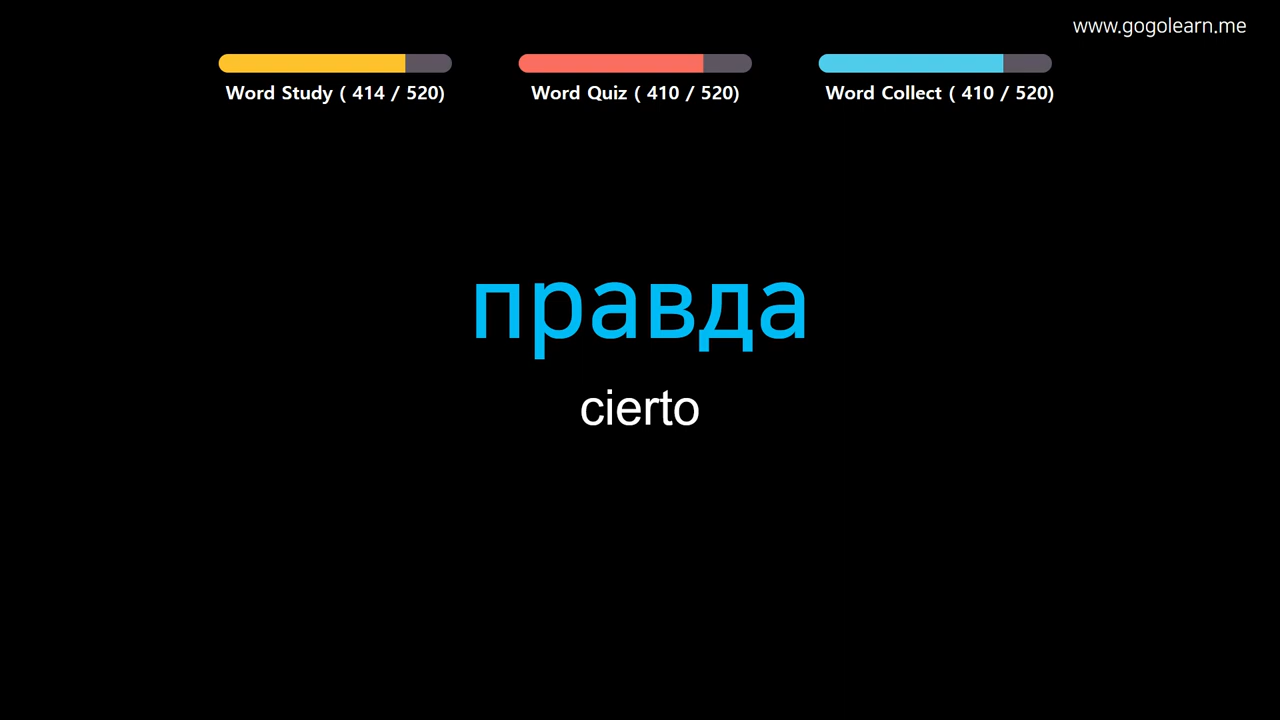 www.gogolearn.me
Word Study ( 414 / 520)
Word Quiz ( 410 / 520)
Word Collect ( 410 / 520)
правда
cierto